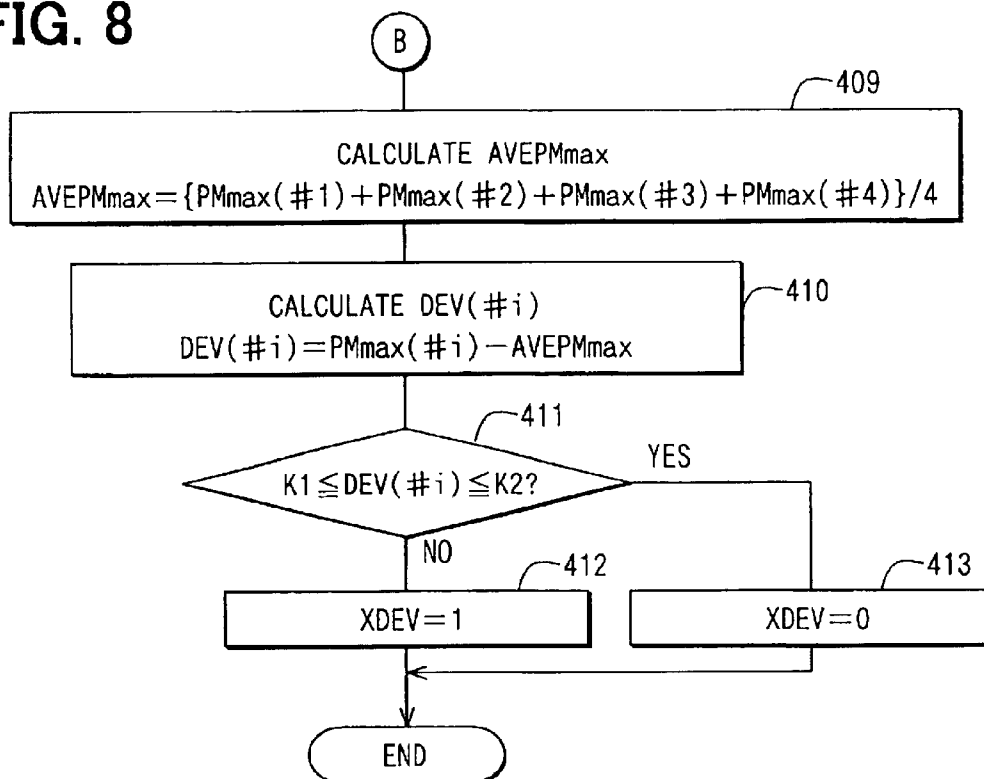 FIG. 8
B
409
CALCULATE AVEPMmax
AVEPMmax={PMmax(#1)+PMmax(#2)+PMmax(#3)+PMmax(#4)}/4
410
CALCULATE DEV(#i)
DEV(#i)=PMmax(#i)−AVEPMmax
411
K1≦DEV(#i)≦K2?
YES
NO
412
XDEV=1
413
XDEV=0
END